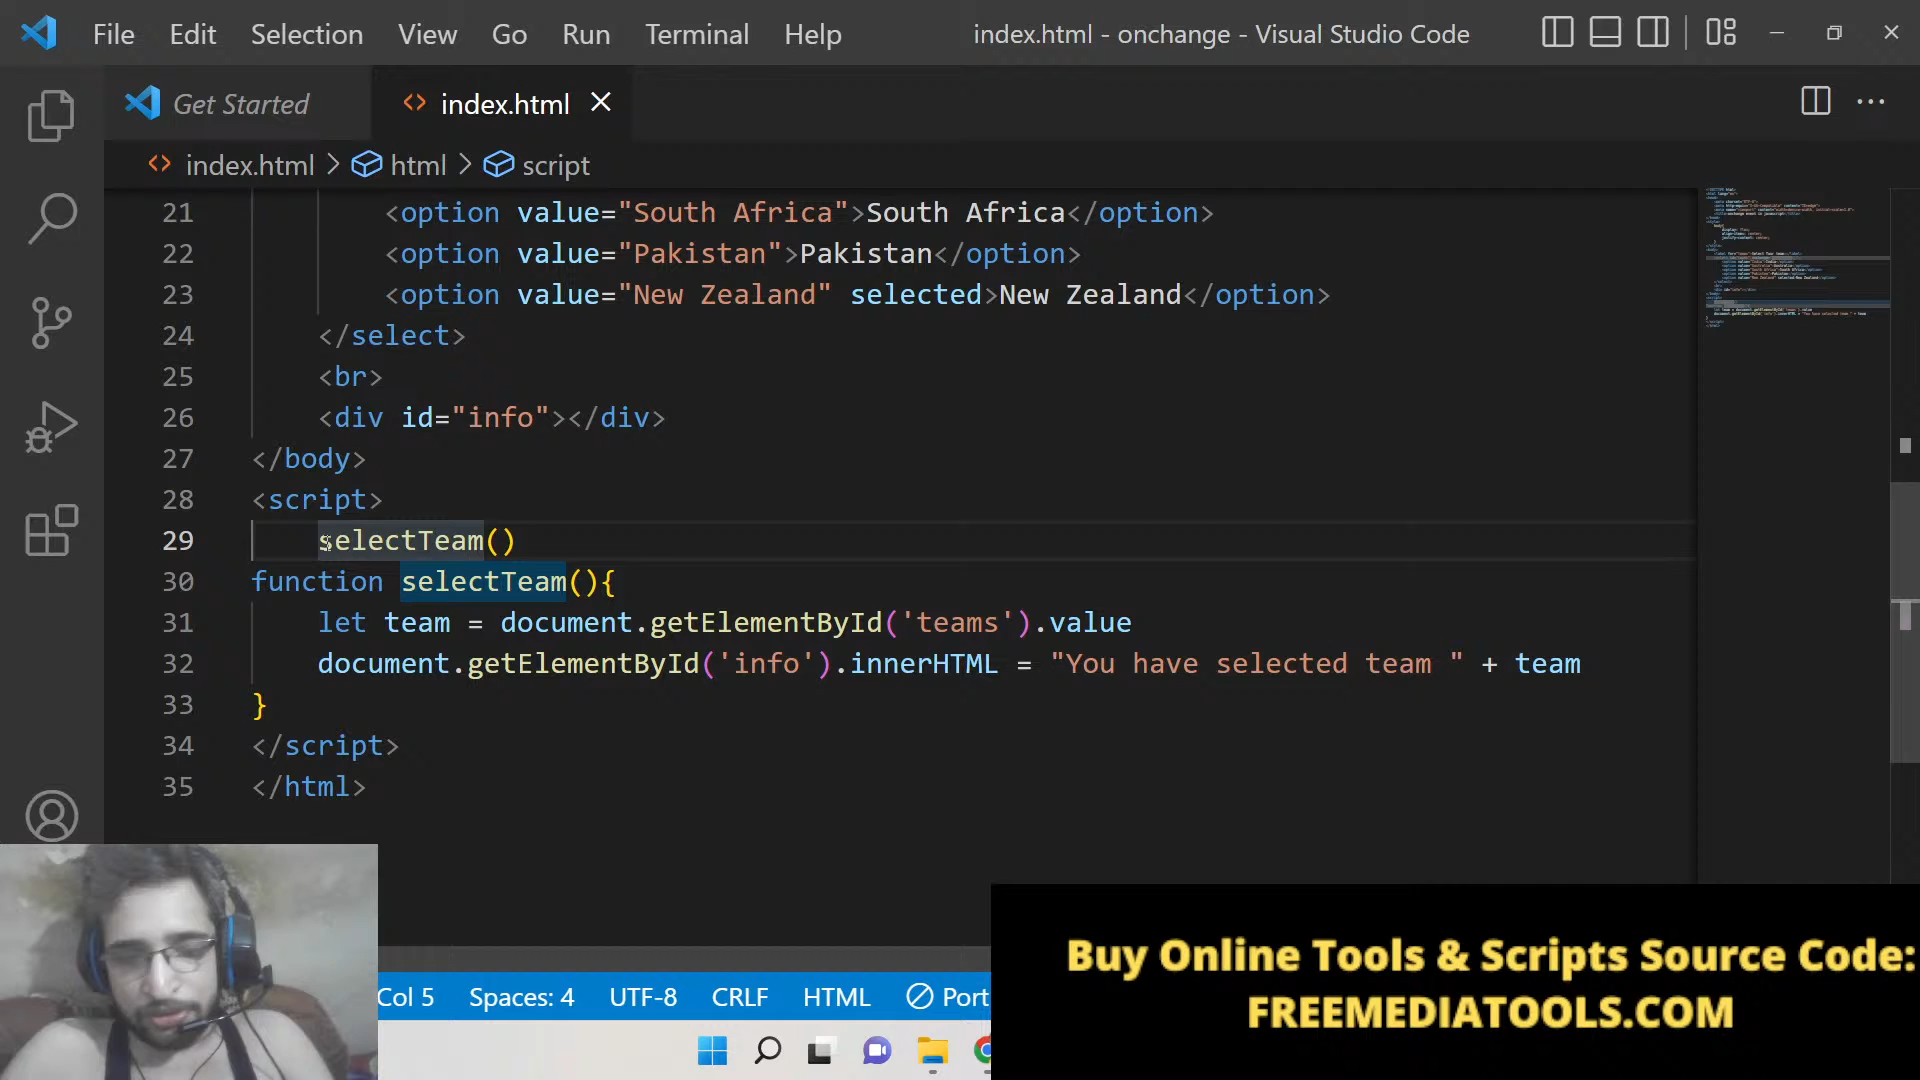 File Edit Selection View Go Run Terminal Help index.html - onchange - Visual Studio Code
Get Started index.html
index.html > html > script
21 <option value="South Africa">South Africa</option>
22 <option value="Pakistan">Pakistan</option>
23 <option value="New Zealand" selected>New Zealand</option>
24 </select>
25 <br>
26 <div id="info"></div>
27 </body>
28 <script>
29 selectTeam()
30 function selectTeam(){
31 let team = document.getElementById('teams').value
32 document.getElementById('info').innerHTML = "You have selected team " + team
33 }
34 </script>
35 </html>
Buy Online Tools & Scripts Source Code:
FREEMEDIATOOLS.COM
Col 5 Spaces: 4 UTF-8 CRLF HTML Port